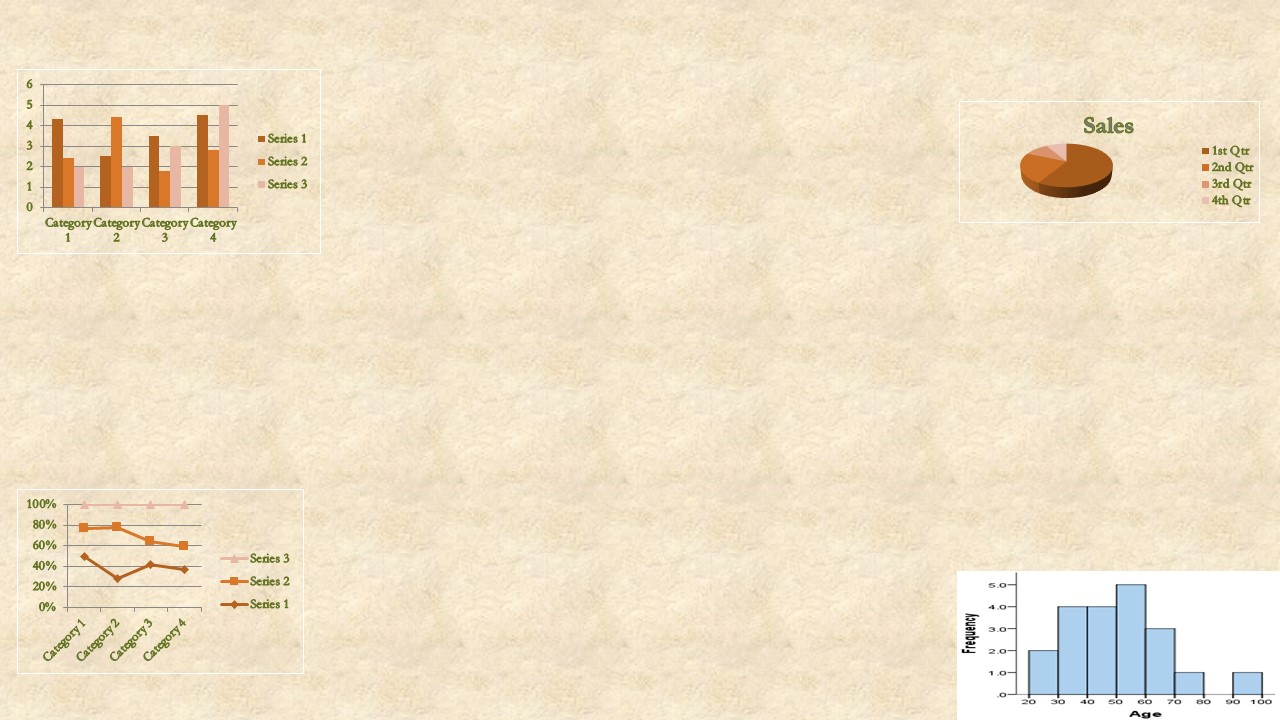 6
5
4
3
2
1
0
Category 1
Category 2
Category 3
Category 4
Series 1
Series 2
Series 3
Sales
1st Qtr
2nd Qtr
3rd Qtr
4th Qtr
100%
80%
60%
40%
20%
0%
Category 1
Category 2
Category 3
Category 4
Series 3
Series 2
Series 1
Frequency
5.0
4.0
3.0
2.0
1.0
.0
20 30 40 50 60 70 80 90 100
Age